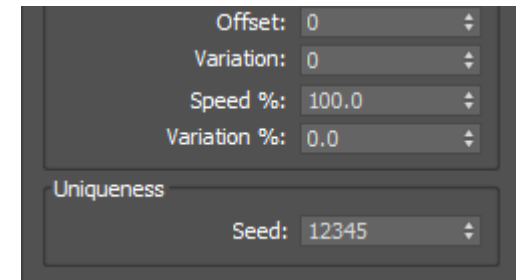 Offset: 0
Variation: 0
Speed %: 100.0
Variation %: 0.0
Uniqueness
Seed: 12345